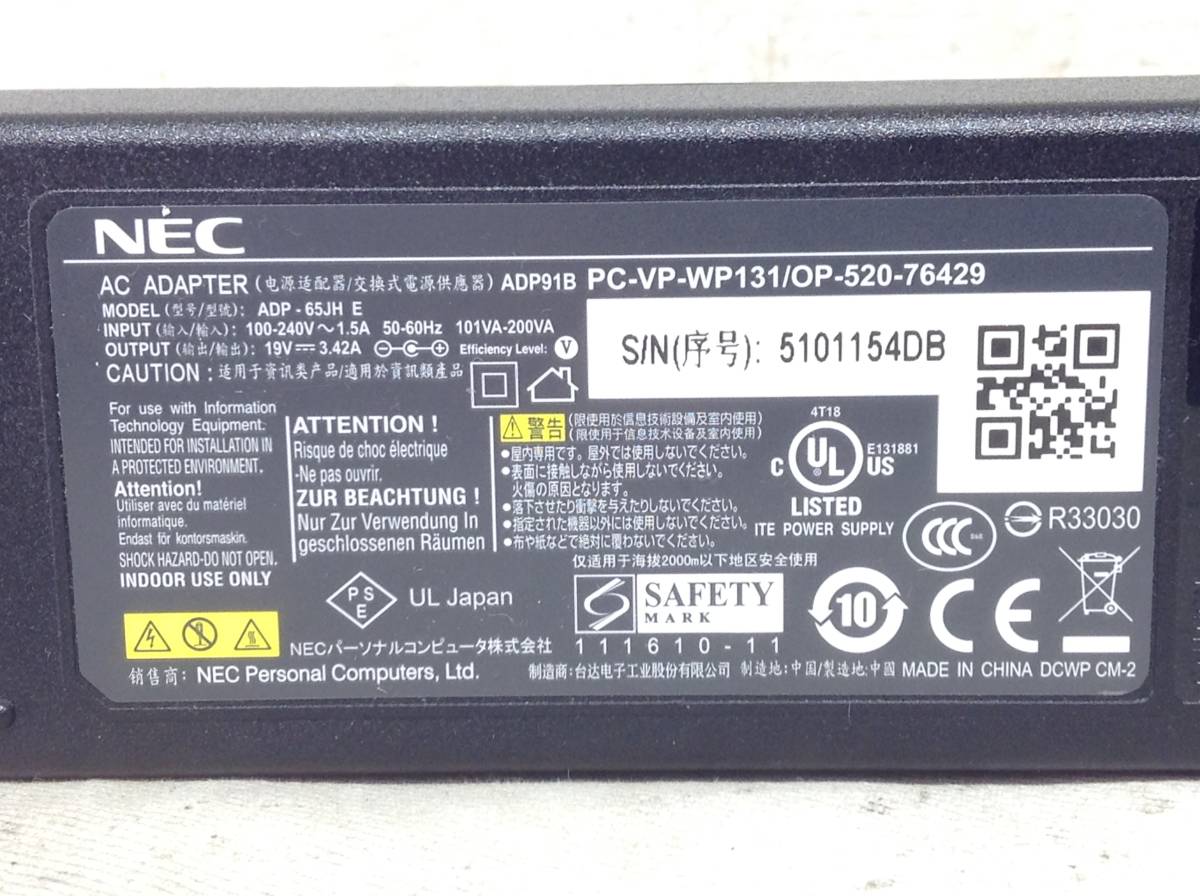 NEC
AC ADAPTER (电源适配器/交換式電源供應器) ADP91B PC-VP-WP131/OP-520-76429
MODEL (型号/型號): ADP-65JH E
INPUT (输入/輸入): 100-240V～1.5A 50-60Hz 101VA-200VA
OUTPUT (输出/輸出): 19V⎓3.42A Efficiency Level: V
CAUTION : 适用于资讯类产品/適用於資訊類產品
S/N(序号): 5101154DB
For use with Information
Technology Equipment:
INTENDED FOR INSTALLATION IN
A PROTECTED ENVIRONMENT.
Attention!
Utiliser avec du matériel
informatique.
Endast för kontorsmaskin.
SHOCK HAZARD-DO NOT OPEN.
INDOOR USE ONLY
ATTENTION !
Risque de choc électrique
-Ne pas ouvrir.
ZUR BEACHTUNG !
Nur Zur Verwendung In
geschlossenen Räumen
警告 (限使用於信息技術設備及室內使用)
(限使用于信息技术设备及室内使用)
●屋内専用です。屋外では使用しないでください。
●表面に接触しながら使用しないでください。
火傷の原因となります。
●落下させたり衝撃を与えたりしないでください。
●指定された機器以外には使用しないでください。
●布や紙などで絶対に覆わないでください。
仅适用于海拔2000m以下地区安全使用
4T18
C UL US
E131881
LISTED
ITE POWER SUPPLY
CCC
S&E
R33030
PSE
UL Japan
SAFETY
MARK
111610-11
10
CE
NECパーソナルコンピュータ株式会社
销售商: NEC Personal Computers, Ltd.
制造商:台达电子工业股份有限公司 制造地:中国/製造地:中國 MADE IN CHINA DCWP CM-2